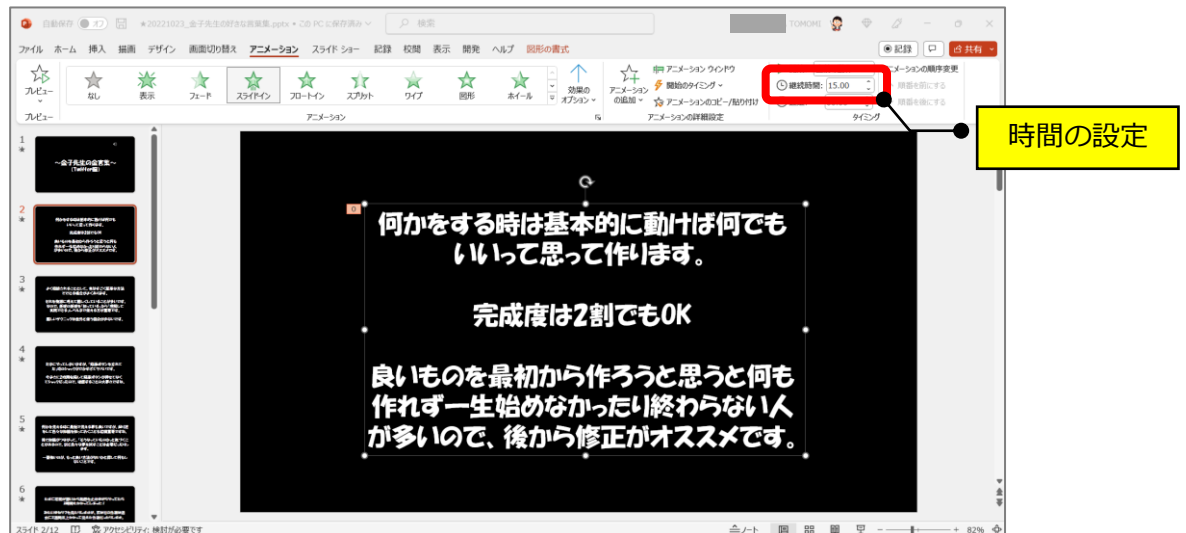 自動保存 オフ ★20221023_金子先生の好きな言葉集.pptx • この PC に保存済み 検索 TOMOMI
ファイル ホーム 挿入 描画 デザイン 画面切り替え アニメーション スライド ショー 記録 校閲 表示 開発 ヘルプ 図形の書式 記録 共有
プレビュー なし 表示 フェード スライドイン フロートイン スプリット ワイプ 図形 ホイール 効果のオプション アニメーションの追加
アニメーション ウィンドウ
開始のタイミング
アニメーションのコピー/貼り付け
継続時間: 15.00
アニメーションの順序変更
順番を前にする
順番を後にする
プレビュー アニメーション アニメーションの詳細設定 タイミング
時間の設定
1
~金子先生の金言集~
(Twitter編)
2
3
4
5
6
0
何かをする時は基本的に動けば何でも
いいって思って作ります。
完成度は2割でもOK
良いものを最初から作ろうと思うと何も
作れず一生始めなかったり終わらない人
が多いので、後から修正がオススメです。
スライド 2/12 アクセシビリティ: 検討が必要です ノート 82%